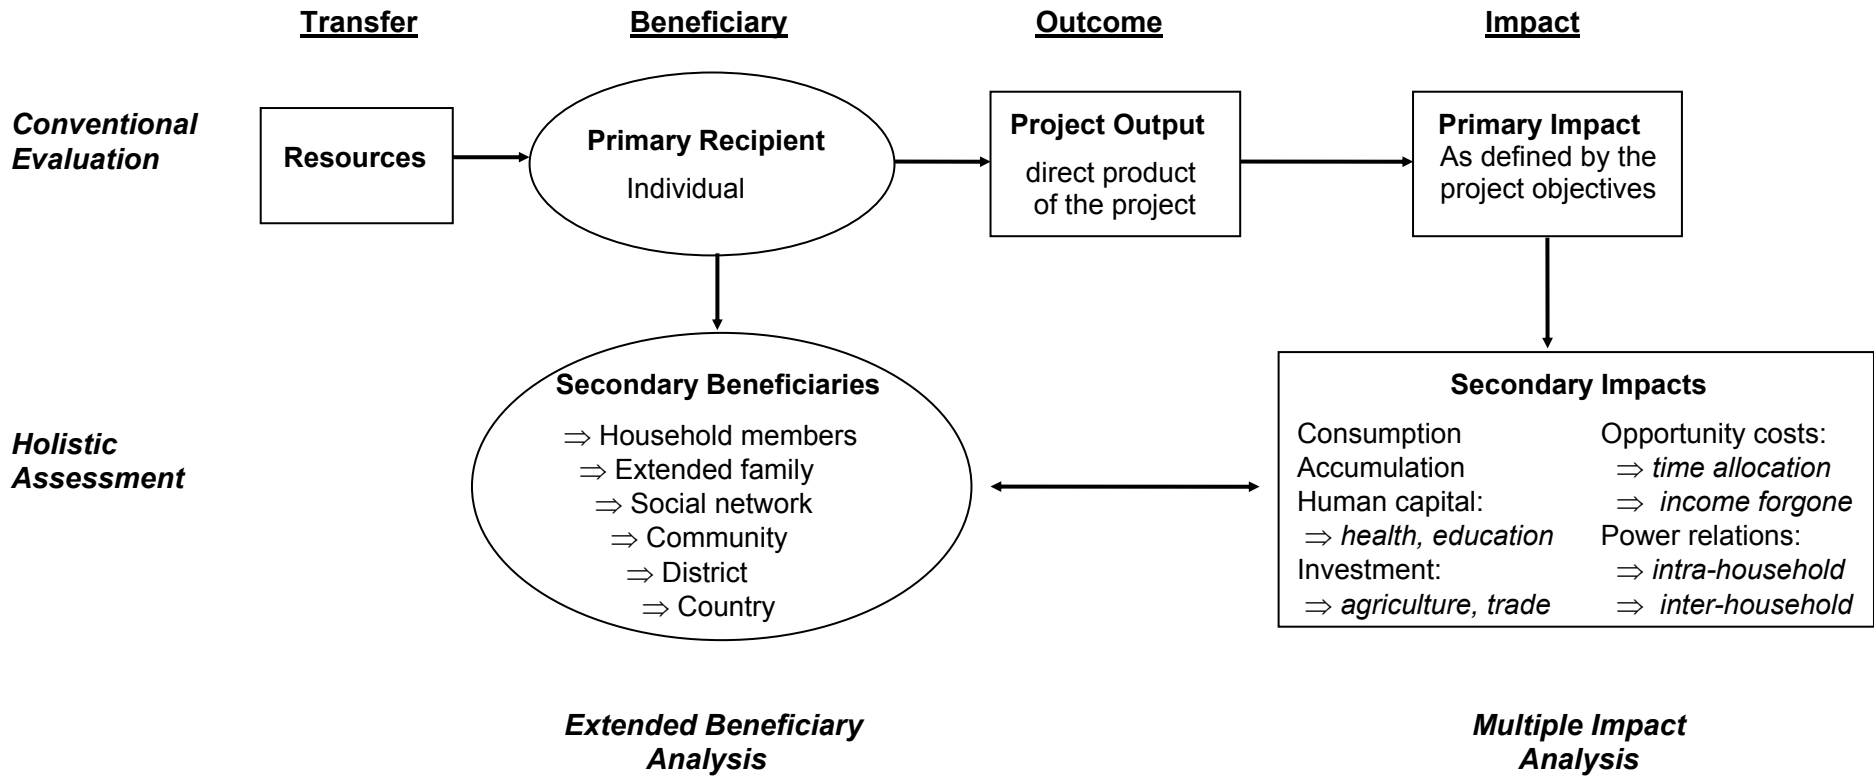 Transfer
Beneficiary
Outcome
Impact
Conventional
Evaluation
Resources
Primary Recipient
Individual
Project Output
direct product
of the project
Primary Impact
As defined by the
project objectives
Holistic
Assessment
Secondary Beneficiaries
⇒ Household members
⇒ Extended family
⇒ Social network
⇒ Community
⇒ District
⇒ Country
Secondary Impacts
Consumption
Accumulation
Human capital:
⇒ health, education
Investment:
⇒ agriculture, trade
Opportunity costs:
⇒ time allocation
⇒ income forgone
Power relations:
⇒ intra-household
⇒ inter-household
Extended Beneficiary
Analysis
Multiple Impact
Analysis